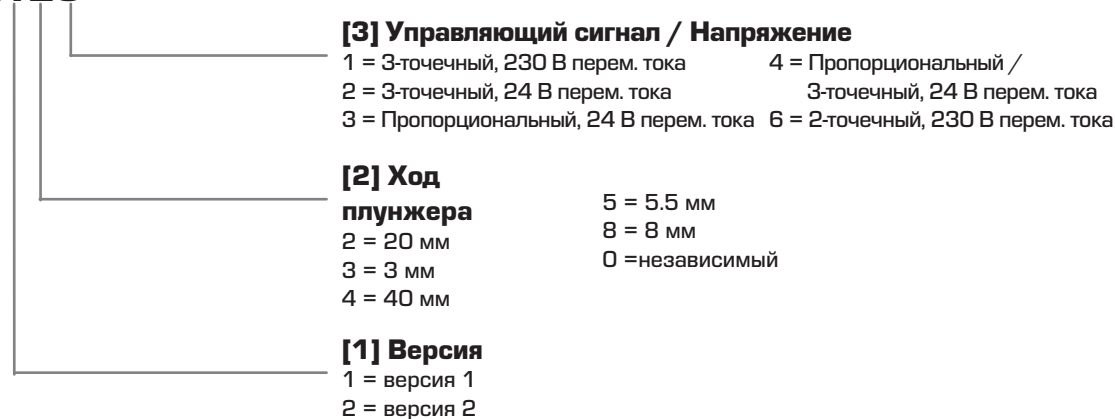 [3] Управляющий сигнал / Напряжение
1 = 3-точечный, 230 В перем. тока
2 = 3-точечный, 24 В перем. тока
3 = Пропорциональный, 24 В перем. тока
4 = Пропорциональный /
3-точечный, 24 В перем. тока
6 = 2-точечный, 230 В перем. тока
[2] Ход
плунжера
2 = 20 мм
3 = 3 мм
4 = 40 мм
5 = 5.5 мм
8 = 8 мм
0 =независимый
[1] Версия
1 = версия 1
2 = версия 2